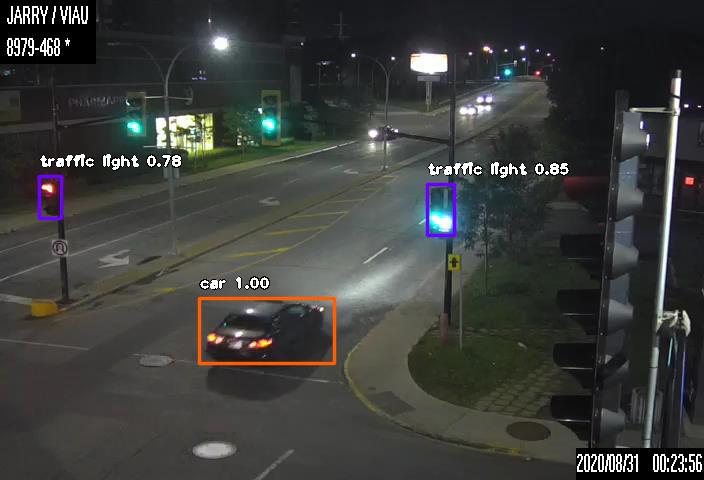 JARRY / VIAU
8979-468 *
PHARMA
traffic light 0.78
traffic light 0.85
car 1.00
2020/08/31 00:23:56